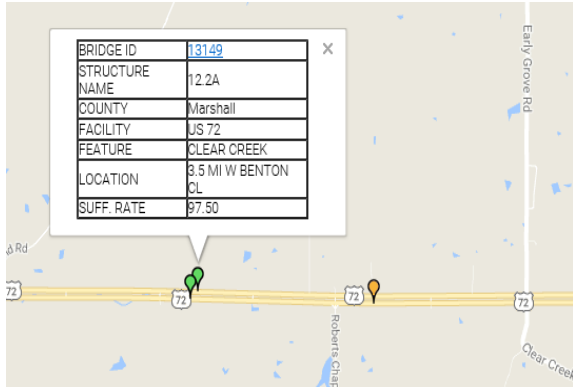 BRIDGE ID 13149
STRUCTURE NAME 12.2A
COUNTY Marshall
FACILITY US 72
FEATURE CLEAR CREEK
LOCATION 3.5 MI W BENTON CL
SUFF. RATE 97.50
×
Early Grove Rd
Rd
72
72
72
72
Roberts Chap
Clear Creek